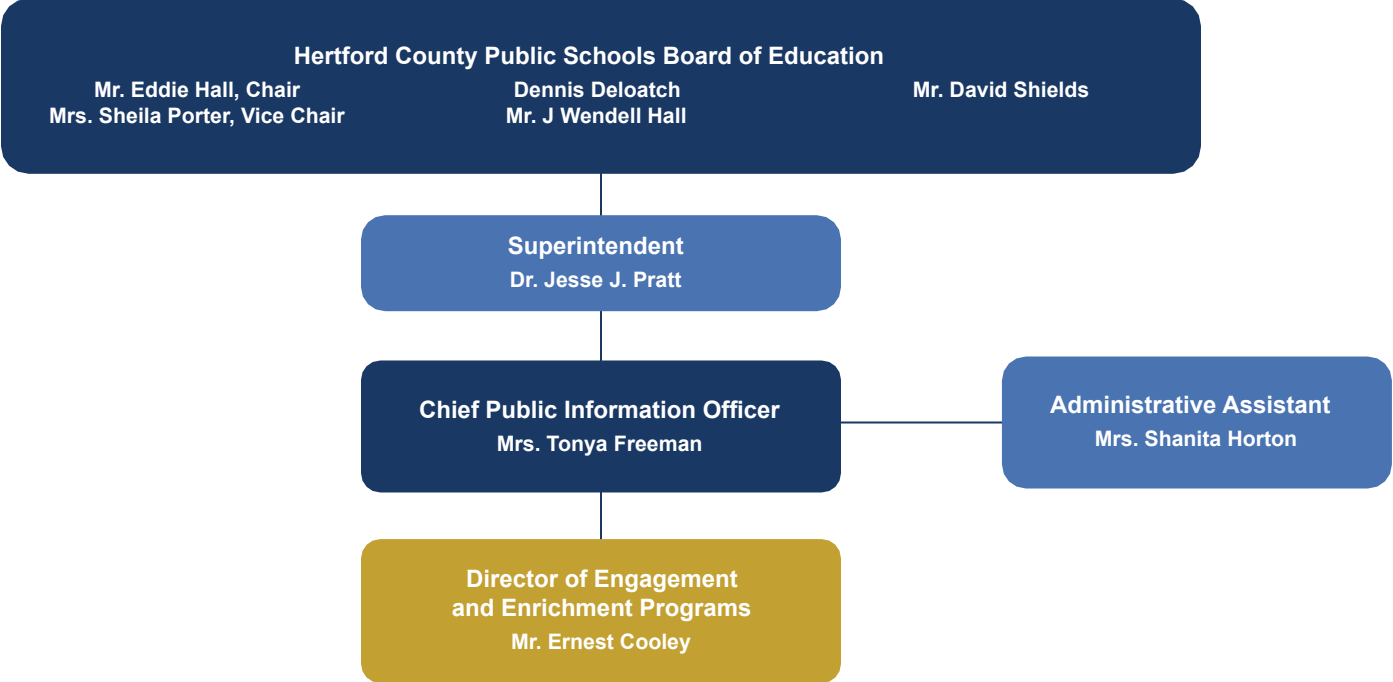 Hertford County Public Schools Board of Education
Mr. Eddie Hall, Chair
Mrs. Sheila Porter, Vice Chair
Dennis Deloatch
Mr. J Wendell Hall
Mr. David Shields
Superintendent
Dr. Jesse J. Pratt
Chief Public Information Officer
Mrs. Tonya Freeman
Administrative Assistant
Mrs. Shanita Horton
Director of Engagement
and Enrichment Programs
Mr. Ernest Cooley